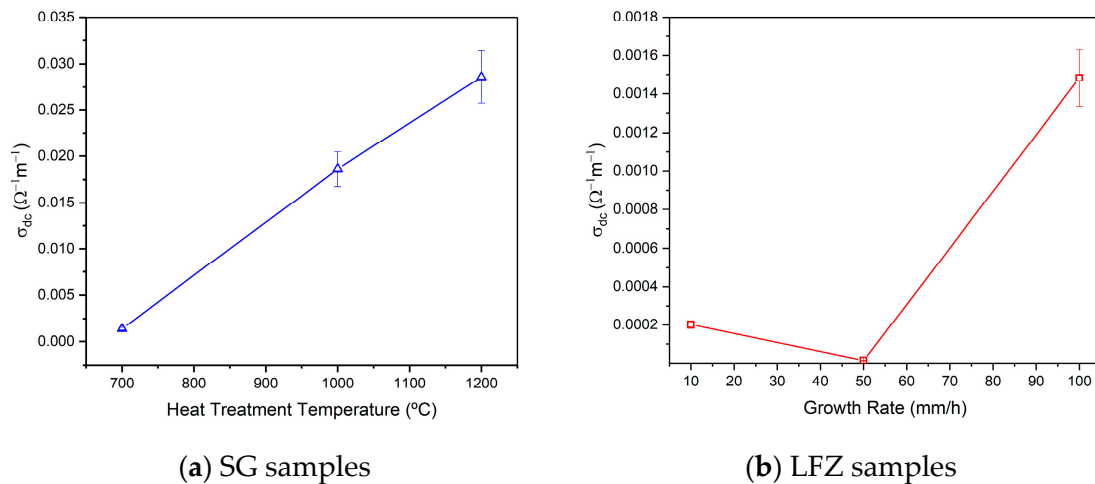 0.035
0.030
0.025
0.020
0.015
0.010
0.005
0.000
σdc (Ω⁻¹m⁻¹)
700 800 900 1000 1100 1200
Heat Treatment Temperature (ºC)
(a) SG samples
0.0018
0.0016
0.0014
0.0012
0.0010
0.0008
0.0006
0.0004
0.0002
σdc (Ω⁻¹m⁻¹)
10 20 30 40 50 60 70 80 90 100
Growth Rate (mm/h)
(b) LFZ samples